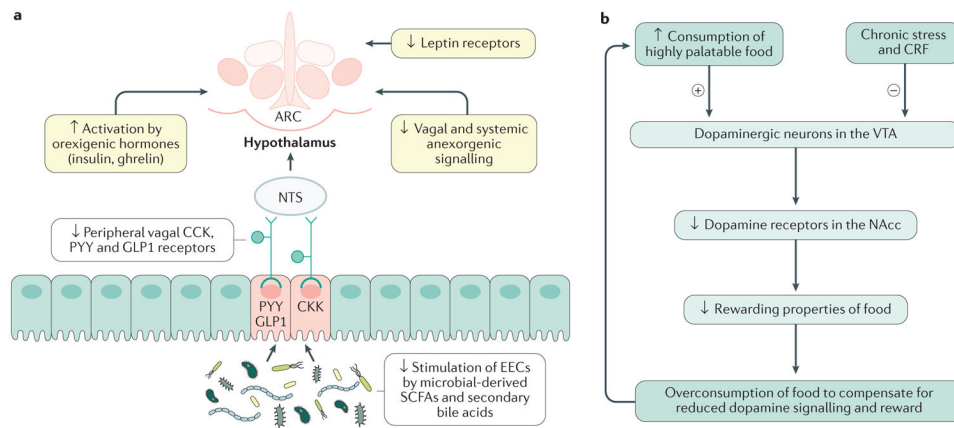 a
↓ Leptin receptors
ARC
Hypothalamus
↑ Activation by
orexigenic hormones
(insulin, ghrelin)
↓ Vagal and systemic
anexorgenic
signalling
NTS
↓ Peripheral vagal CCK,
PYY and GLP1 receptors
PYY
GLP1
CKK
↓ Stimulation of EECs
by microbial-derived
SCFAs and secondary
bile acids
b
↑ Consumption of
highly palatable food
Chronic stress
and CRF
+
−
Dopaminergic neurons in the VTA
↓ Dopamine receptors in the NAcc
↓ Rewarding properties of food
Overconsumption of food to compensate for
reduced dopamine signalling and reward